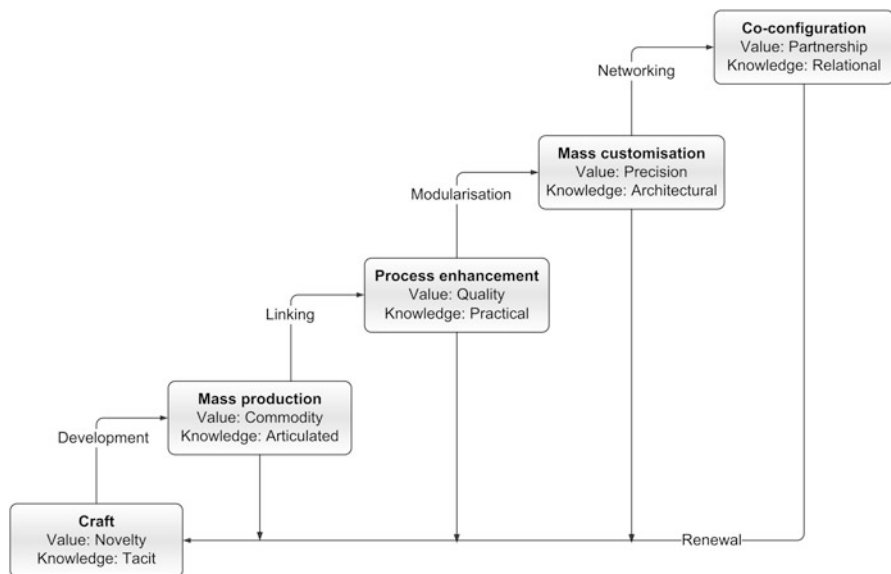 Co-configuration
Value: Partnership
Knowledge: Relational
Networking
Mass customisation
Value: Precision
Knowledge: Architectural
Modularisation
Process enhancement
Value: Quality
Knowledge: Practical
Linking
Mass production
Value: Commodity
Knowledge: Articulated
Development
Craft
Value: Novelty
Knowledge: Tacit
Renewal